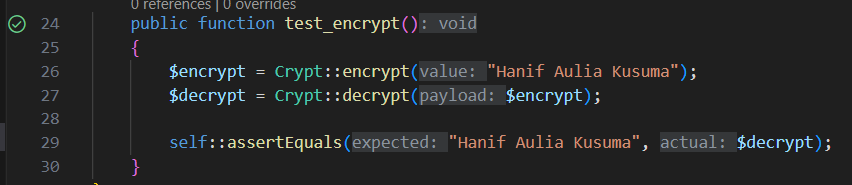 0 references | 0 overrides
24 public function test_encrypt(): void
25 {
26 $encrypt = Crypt::encrypt(value: "Hanif Aulia Kusuma");
27 $decrypt = Crypt::decrypt(payload: $encrypt);
28
29 self::assertEquals(expected: "Hanif Aulia Kusuma", actual: $decrypt);
30 }